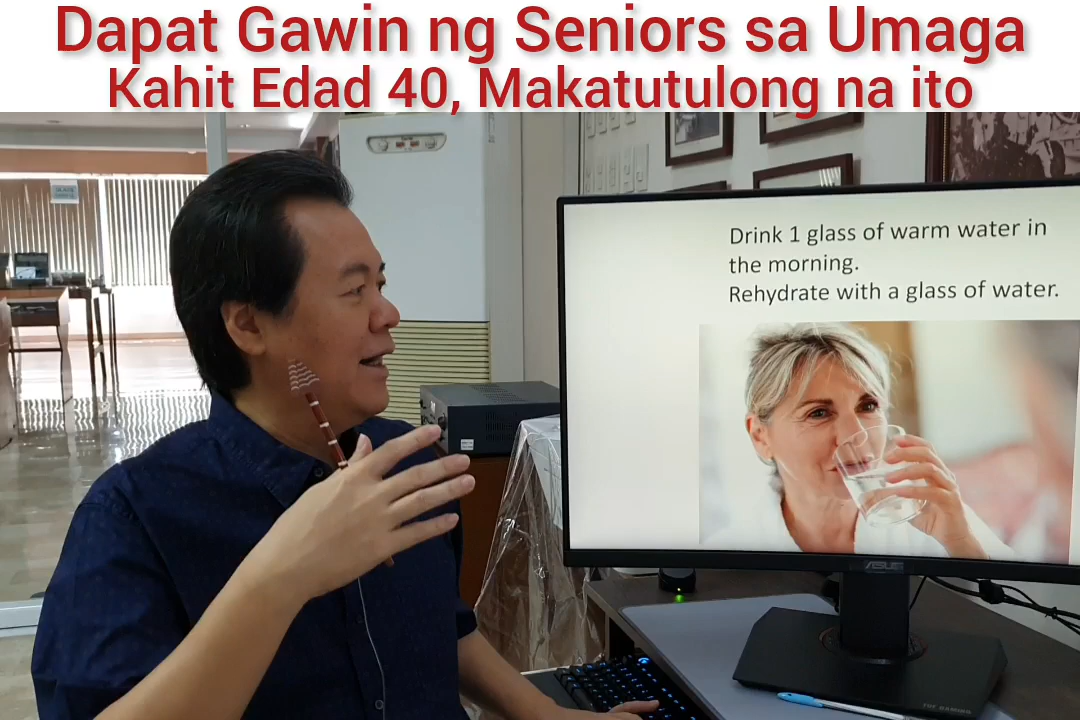 Dapat Gawin ng Seniors sa Umaga
Kahit Edad 40, Makatutulong na ito
Drink 1 glass of warm water in
the morning.
Rehydrate with a glass of water.
ASUS